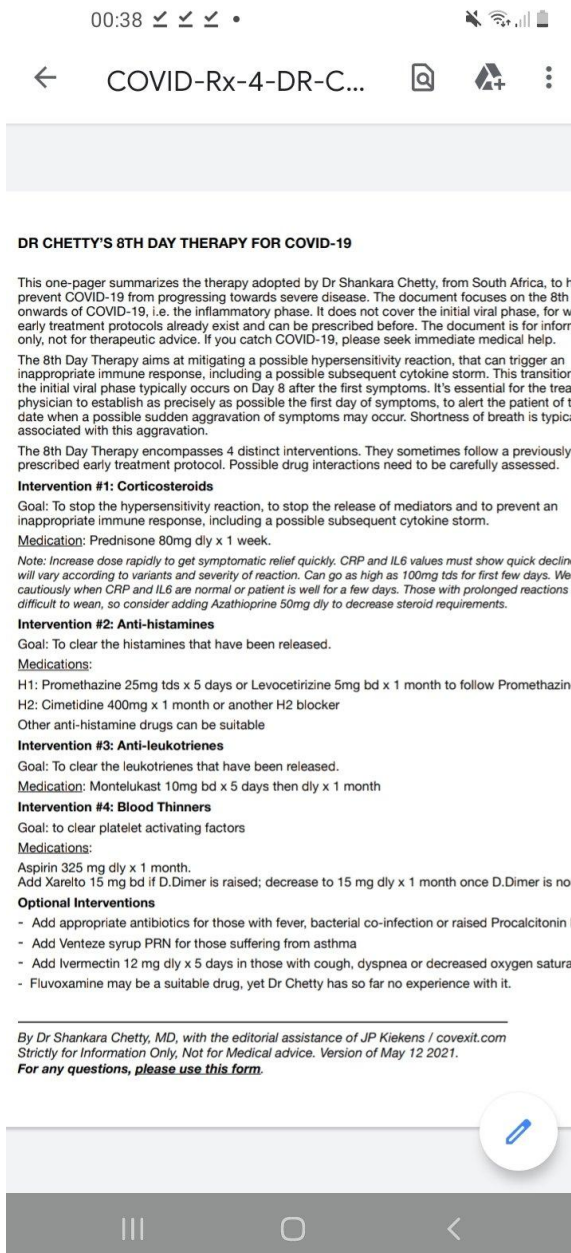 00:38
COVID-Rx-4-DR-C...
DR CHETTY'S 8TH DAY THERAPY FOR COVID-19
This one-pager summarizes the therapy adopted by Dr Shankara Chetty, from South Africa, to h
prevent COVID-19 from progressing towards severe disease. The document focuses on the 8th
onwards of COVID-19, i.e. the inflammatory phase. It does not cover the initial viral phase, for w
early treatment protocols already exist and can be prescribed before. The document is for infor
only, not for therapeutic advice. If you catch COVID-19, please seek immediate medical help.
The 8th Day Therapy aims at mitigating a possible hypersensitivity reaction, that can trigger an
inappropriate immune response, including a possible subsequent cytokine storm. This transition
the initial viral phase typically occurs on Day 8 after the first symptoms. It's essential for the trea
physician to establish as precisely as possible the first day of symptoms, to alert the patient of t
date when a possible sudden aggravation of symptoms may occur. Shortness of breath is typica
associated with this aggravation.
The 8th Day Therapy encompasses 4 distinct interventions. They sometimes follow a previously
prescribed early treatment protocol. Possible drug interactions need to be carefully assessed.
Intervention #1: Corticosteroids
Goal: To stop the hypersensitivity reaction, to stop the release of mediators and to prevent an
inappropriate immune response, including a possible subsequent cytokine storm.
Medication: Prednisone 80mg dly x 1 week.
Note: Increase dose rapidly to get symptomatic relief quickly. CRP and IL6 values must show quick declin
will vary according to variants and severity of reaction. Can go as high as 100mg tds for first few days. We
cautiously when CRP and IL6 are normal or patient is well for a few days. Those with prolonged reactions
difficult to wean, so consider adding Azathioprine 50mg dly to decrease steroid requirements.
Intervention #2: Anti-histamines
Goal: To clear the histamines that have been released.
Medications:
H1: Promethazine 25mg tds x 5 days or Levocetirizine 5mg bd x 1 month to follow Promethazin
H2: Cimetidine 400mg x 1 month or another H2 blocker
Other anti-histamine drugs can be suitable
Intervention #3: Anti-leukotrienes
Goal: To clear the leukotrienes that have been released.
Medication: Montelukast 10mg bd x 5 days then dly x 1 month
Intervention #4: Blood Thinners
Goal: to clear platelet activating factors
Medications:
Aspirin 325 mg dly x 1 month.
Add Xarelto 15 mg bd if D.Dimer is raised; decrease to 15 mg dly x 1 month once D.Dimer is no
Optional Interventions
- Add appropriate antibiotics for those with fever, bacterial co-infection or raised Procalcitonin
- Add Venteze syrup PRN for those suffering from asthma
- Add Ivermectin 12 mg dly x 5 days in those with cough, dyspnea or decreased oxygen satura
- Fluvoxamine may be a suitable drug, yet Dr Chetty has so far no experience with it.
By Dr Shankara Chetty, MD, with the editorial assistance of JP Kiekens / covexit.com
Strictly for Information Only, Not for Medical advice. Version of May 12 2021.
For any questions, please use this form.